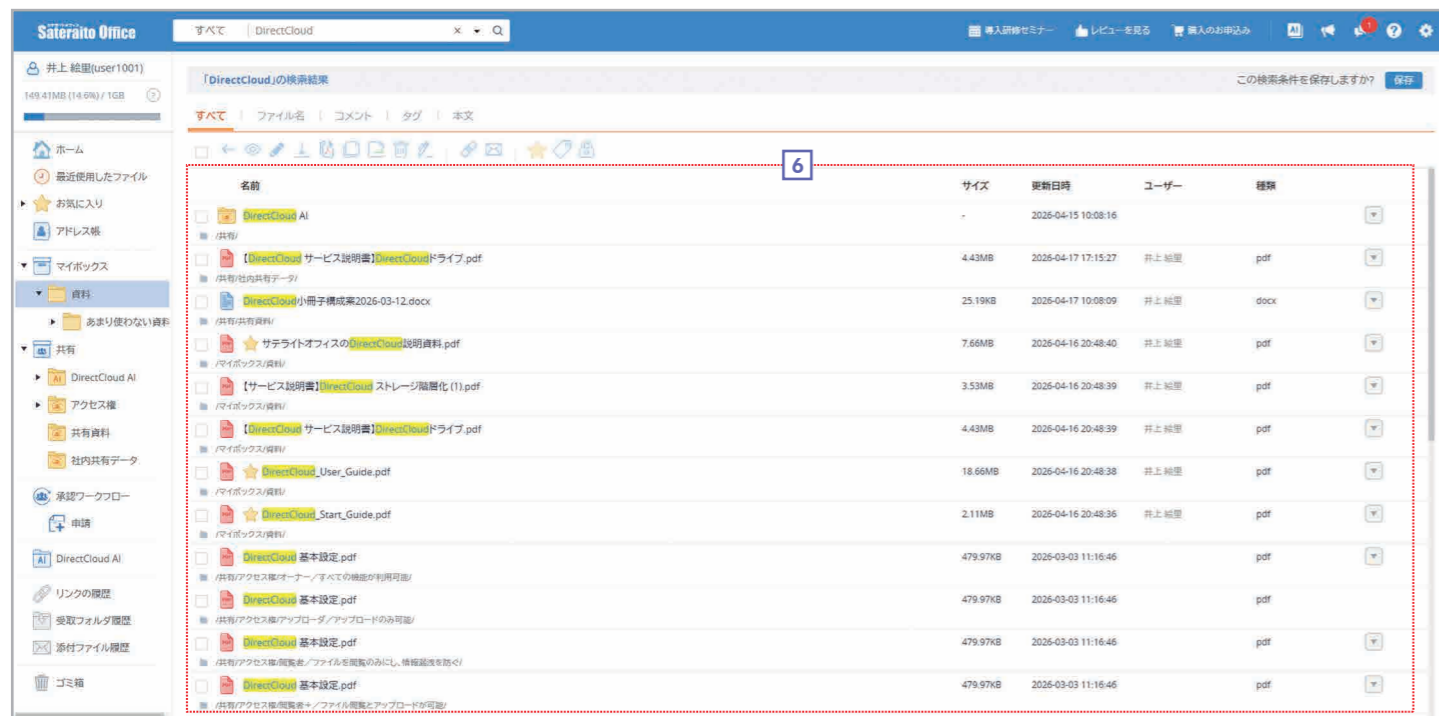 Sateraito Office
すべて DirectCloud
導入研修セミナー レビューを見る 購入のお申込み AI 1
井上 絵里(user1001)
149.41MB (14.6%) / 1GB
「DirectCloud」の検索結果
この検索条件を保存しますか? 保存
すべて ファイル名 コメント タグ 本文
ホーム
最近使用したファイル
お気に入り
アドレス帳
マイボックス
資料
あまり使わない資料
共有
DirectCloud AI
アクセス権
共有資料
社内共有データ
承認ワークフロー
申請
DirectCloud AI
リンクの履歴
受取フォルダ履歴
添付ファイル履歴
ゴミ箱
6
名前 サイズ 更新日時 ユーザー 種類
DirectCloud AI - 2026-04-15 10:08:16
/共有/
【DirectCloud サービス説明書】DirectCloudドライブ.pdf 4.43MB 2026-04-17 17:15:27 井上 絵里 pdf
/共有/社内共有データ/
DirectCloud小冊子構成案2026-03-12.docx 25.19KB 2026-04-17 10:08:09 井上 絵里 docx
/共有/共有資料/
サテライトオフィスのDirectCloud説明資料.pdf 7.66MB 2026-04-16 20:48:40 井上 絵里 pdf
/マイボックス/資料/
【サービス説明書】DirectCloud ストレージ階層化 (1).pdf 3.53MB 2026-04-16 20:48:39 井上 絵里 pdf
/マイボックス/資料/
【DirectCloud サービス説明書】DirectCloudドライブ.pdf 4.43MB 2026-04-16 20:48:39 井上 絵里 pdf
/マイボックス/資料/
DirectCloud_User_Guide.pdf 18.66MB 2026-04-16 20:48:38 井上 絵里 pdf
/マイボックス/資料/
DirectCloud_Start_Guide.pdf 2.11MB 2026-04-16 20:48:36 井上 絵里 pdf
/マイボックス/資料/
DirectCloud 基本設定.pdf 479.97KB 2026-03-03 11:16:46 pdf
/共有/アクセス権/オーナー／すべての機能が利用可能/
DirectCloud 基本設定.pdf 479.97KB 2026-03-03 11:16:46 pdf
/共有/アクセス権/アップローダ／アップロードのみ可能/
DirectCloud 基本設定.pdf 479.97KB 2026-03-03 11:16:46 pdf
/共有/アクセス権/閲覧者／ファイルを閲覧のみにし、情報漏洩を防ぐ/
DirectCloud 基本設定.pdf 479.97KB 2026-03-03 11:16:46 pdf
/共有/アクセス権/閲覧者+／ファイル閲覧とアップロードが可能/